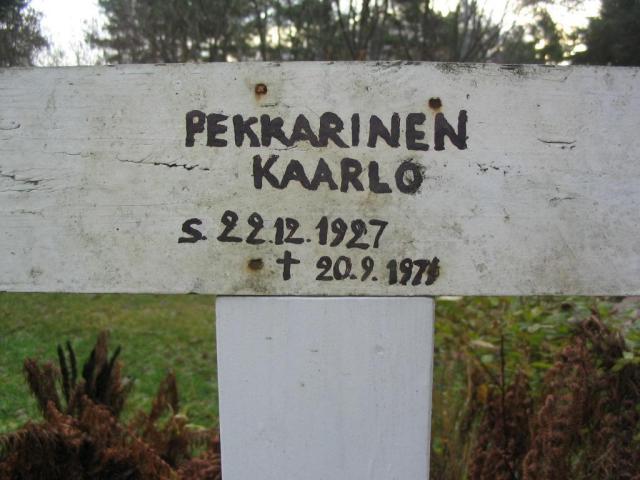 PEKKARINEN
KAARLO
s. 22.12.1927
† 20.9.